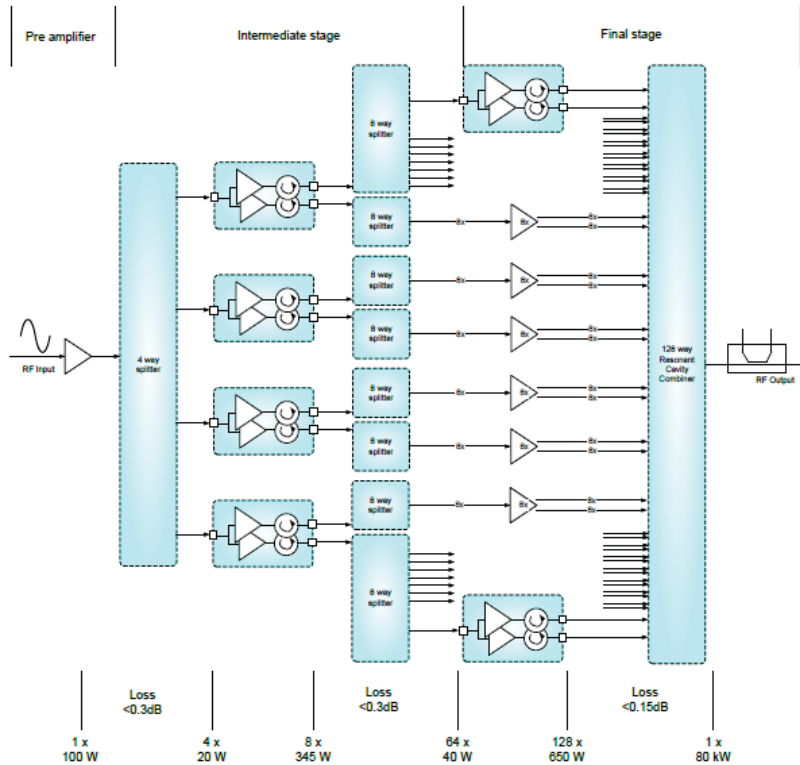 Pre amplifier
Intermediate stage
Final stage
8 way
splitter
8 way
splitter
8x
8x
8x
8x
8 way
splitter
8x
8x
8x
8x
8 way
splitter
8x
8x
8x
8x
RF Input
4 way
splitter
128 way
Resonant
Cavity
Combiner
RF Output
8 way
splitter
8x
8x
8x
8x
8 way
splitter
8x
8x
8x
8x
8 way
splitter
8x
8x
8x
8x
8 way
splitter
Loss
<0.3dB
Loss
<0.3dB
Loss
<0.15dB
1 x
100 W
4 x
20 W
8 x
345 W
64 x
40 W
128 x
650 W
1 x
80 kW